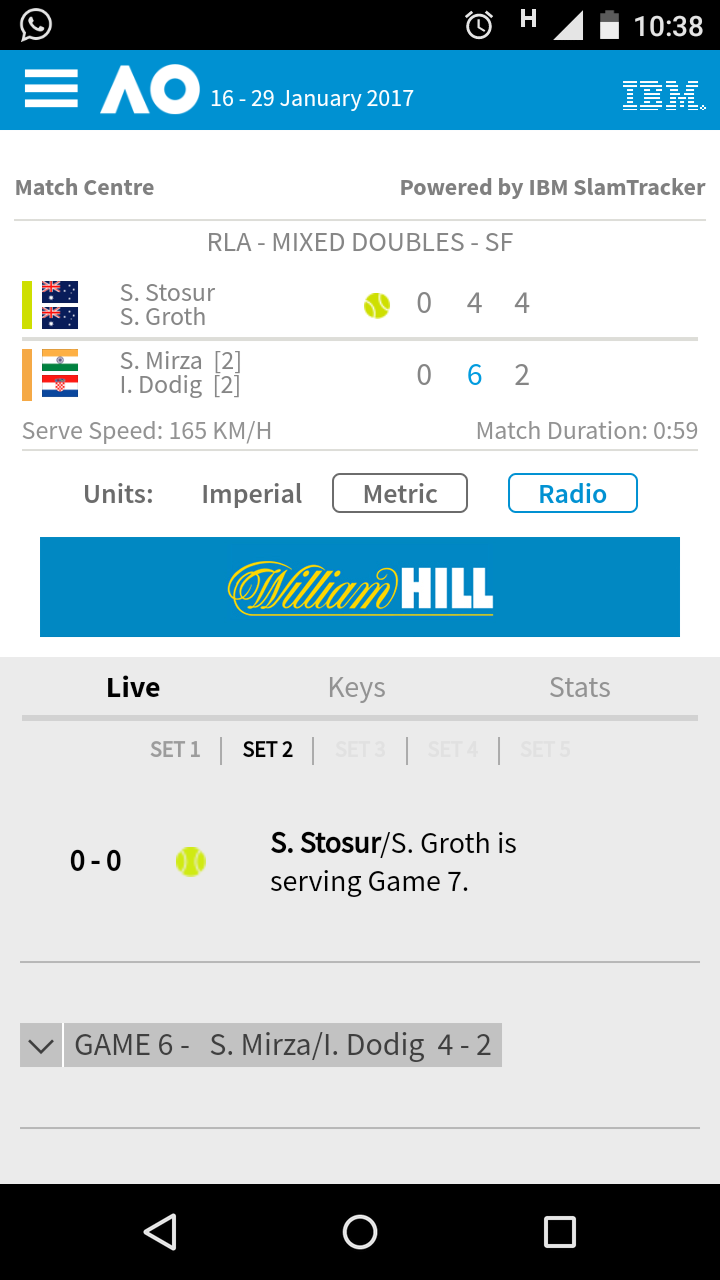 H 10:38
AO 16 - 29 January 2017 IBM
Match Centre Powered by IBM SlamTracker
RLA - MIXED DOUBLES - SF
S. Stosur
S. Groth
0 4 4
S. Mirza [2]
I. Dodig [2]
0 6 2
Serve Speed: 165 KM/H Match Duration: 0:59
Units: Imperial Metric Radio
William HILL
Live Keys Stats
SET 1 | SET 2 | SET 3 | SET 4 | SET 5
0 - 0
S. Stosur/S. Groth is
serving Game 7.
GAME 6 - S. Mirza/I. Dodig 4 - 2